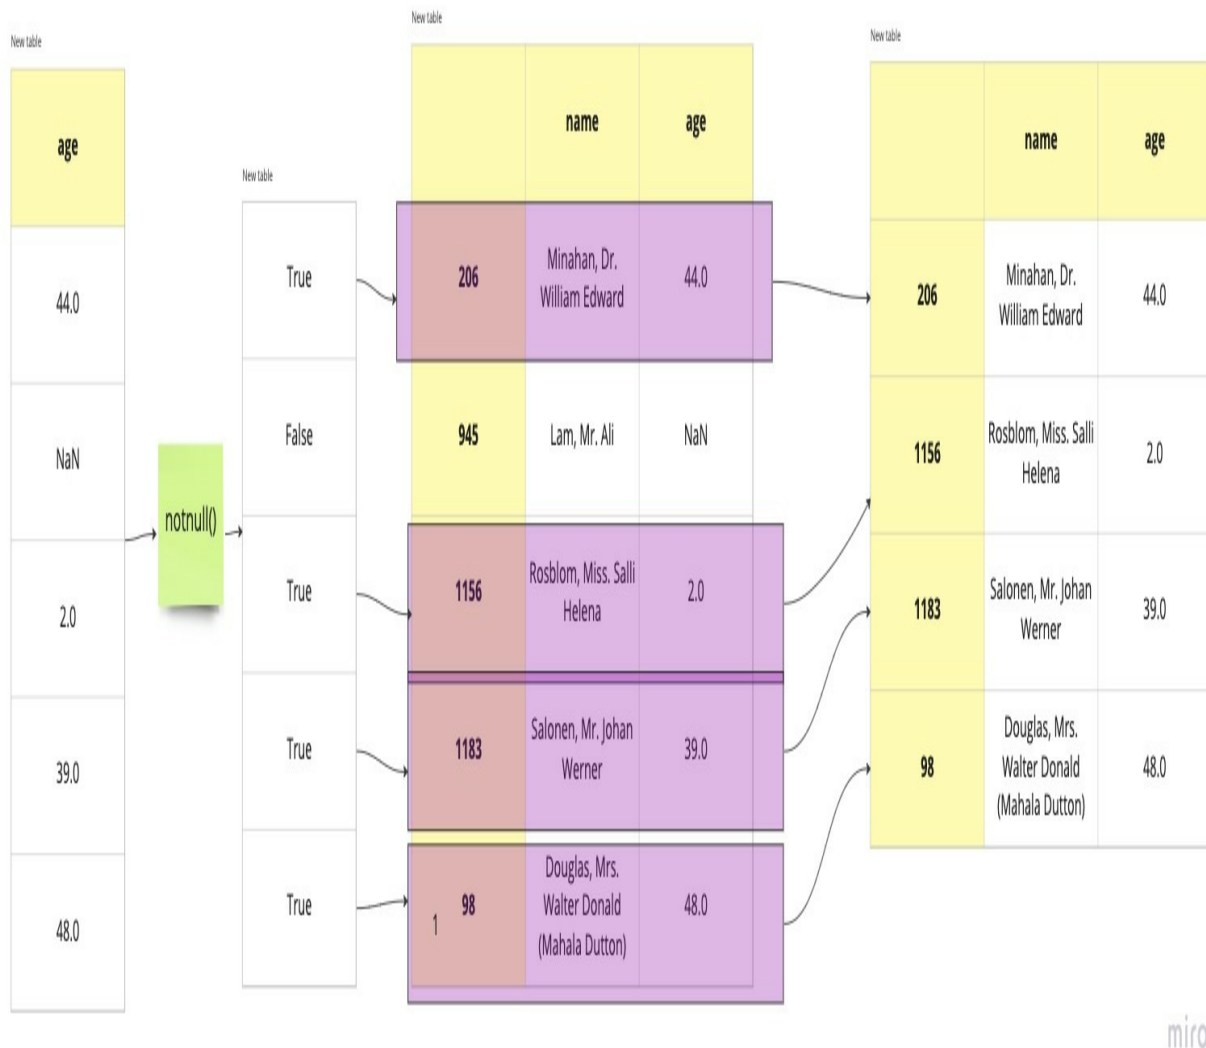 New table
age
44.0
NaN
2.0
39.0
48.0
notnull()
New table
True
False
True
True
True
New table
name
age
206
Minahan, Dr.
William Edward
44.0
945
Lam, Mr. Ali
NaN
1156
Rosblom, Miss. Salli
Helena
2.0
1183
Salonen, Mr. Johan
Werner
39.0
1
98
Douglas, Mrs.
Walter Donald
(Mahala Dutton)
48.0
New table
name
age
206
Minahan, Dr.
William Edward
44.0
1156
Rosblom, Miss. Salli
Helena
2.0
1183
Salonen, Mr. Johan
Werner
39.0
98
Douglas, Mrs.
Walter Donald
(Mahala Dutton)
48.0
miro